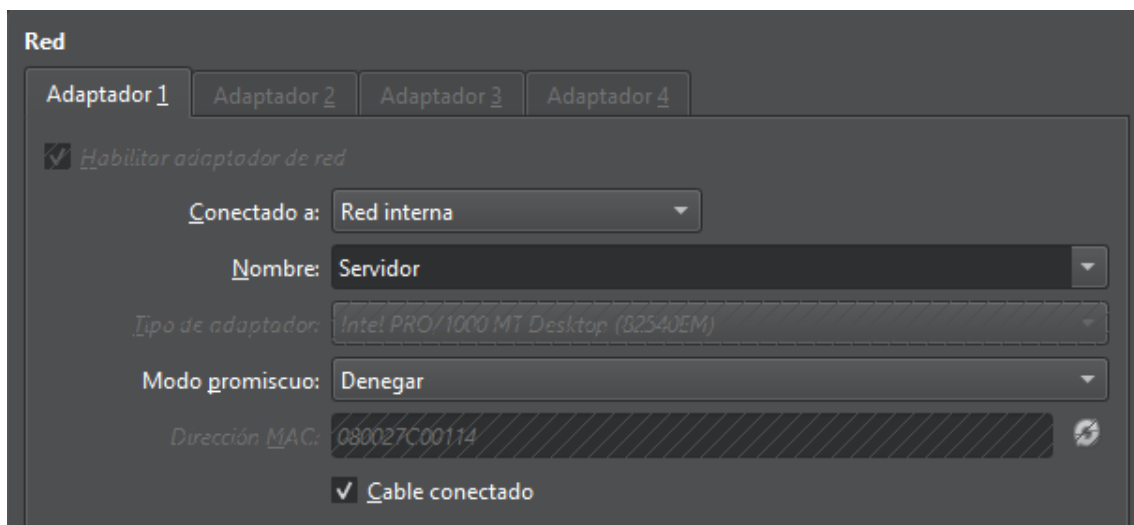 Red
Adaptador 1 Adaptador 2 Adaptador 3 Adaptador 4
Habilitar adaptador de red
Conectado a: Red interna
Nombre: Servidor
Tipo de adaptador: Intel PRO/1000 MT Desktop (82540EM)
Modo promiscuo: Denegar
Dirección MAC: 080027C00114
Cable conectado